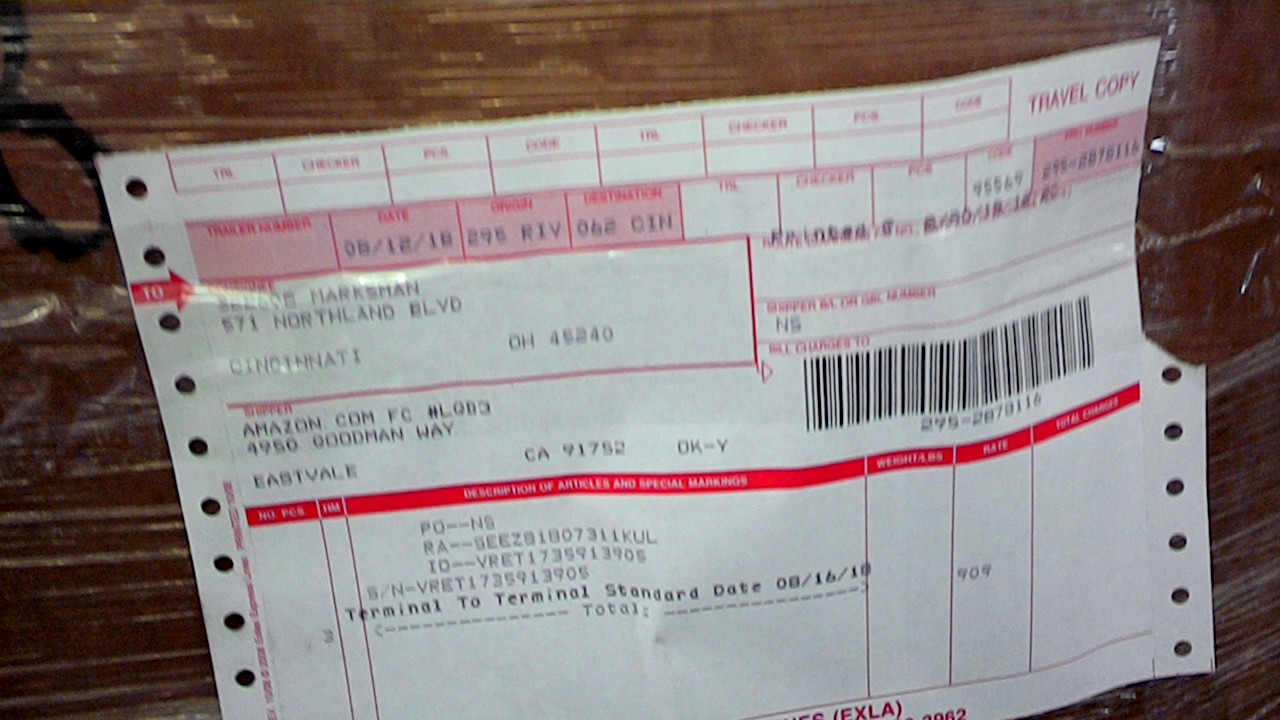 TRAVEL COPY
TRL CHECKER PCS. CODE TRL CHECKER PCS. CODE
TRAILER NUMBER DATE ORIGIN DESTINATION TRL CHECKER PCS CODE PRO NUMBER
08/12/18 295 RIV 062 CIN 95569 295-2878116
TO
CONSIGNEE
MARKSMAN
571 NORTHLAND BLVD
CINCINNATI OH 45240
SHIPPER B/L OR GBL NUMBER
NS
BILL CHARGES TO
295-2878116
SHIPPER
AMAZON COM FC #LGB3
4950 GOODMAN WAY
EASTVALE CA 91752 OK-Y
NO. PCS. HM DESCRIPTION OF ARTICLES AND SPECIAL MARKINGS WEIGHT/LBS RATE TOTAL CHARGES
PO--NS
RA--SEEZ81807311KUL
ID--VRET1735913905
S/N-VRET1735913905
Terminal To Terminal Standard Date 08/16/18
3 <-------------- Total: ---------------> 909
(EXLA)